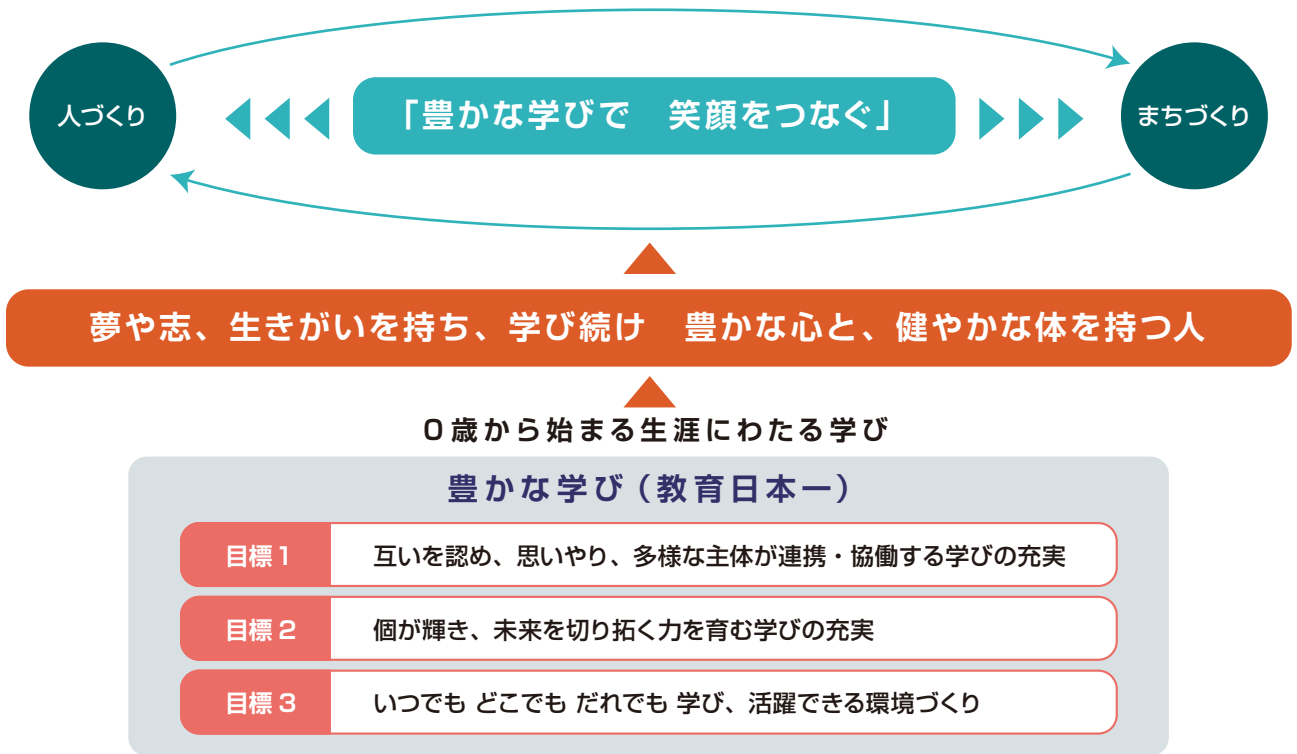 人づくり
「豊かな学びで　笑顔をつなぐ」
まちづくり
夢や志、生きがいを持ち、学び続け　豊かな心と、健やかな体を持つ人
0歳から始まる生涯にわたる学び
豊かな学び（教育日本一）
目標1　互いを認め、思いやり、多様な主体が連携・協働する学びの充実
目標2　個が輝き、未来を切り拓く力を育む学びの充実
目標3　いつでも どこでも だれでも 学び、活躍できる環境づくり